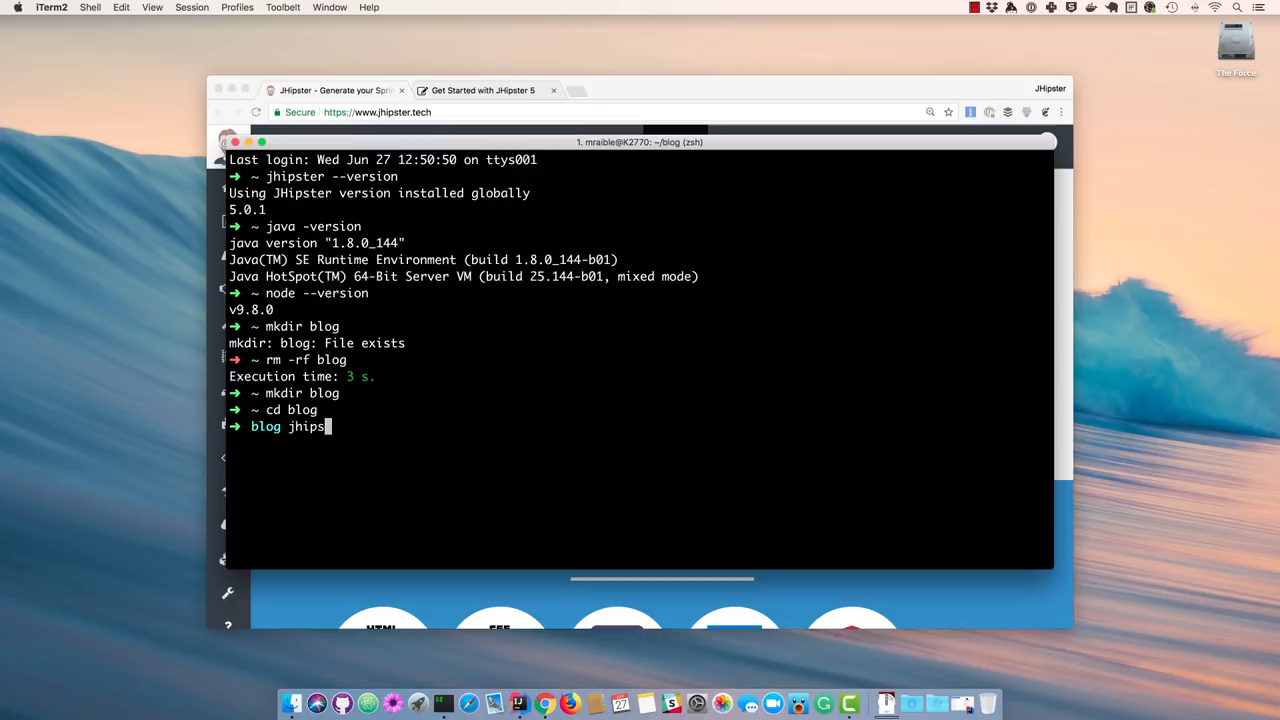 iTerm2 Shell Edit View Session Profiles Toolbelt Window Help
The Force
JHipster - Generate your Spri
Get Started with JHipster 5
JHipster
Secure
https://www.jhipster.tech
1. mraible@K2770: ~/blog (zsh)
Last login: Wed Jun 27 12:50:50 on ttys001
➜ ~ jhipster --version
Using JHipster version installed globally
5.0.1
➜ ~ java -version
java version "1.8.0_144"
Java(TM) SE Runtime Environment (build 1.8.0_144-b01)
Java HotSpot(TM) 64-Bit Server VM (build 25.144-b01, mixed mode)
➜ ~ node --version
v9.8.0
➜ ~ mkdir blog
mkdir: blog: File exists
➜ ~ rm -rf blog
Execution time: 3 s.
➜ ~ mkdir blog
➜ ~ cd blog
➜ blog jhips